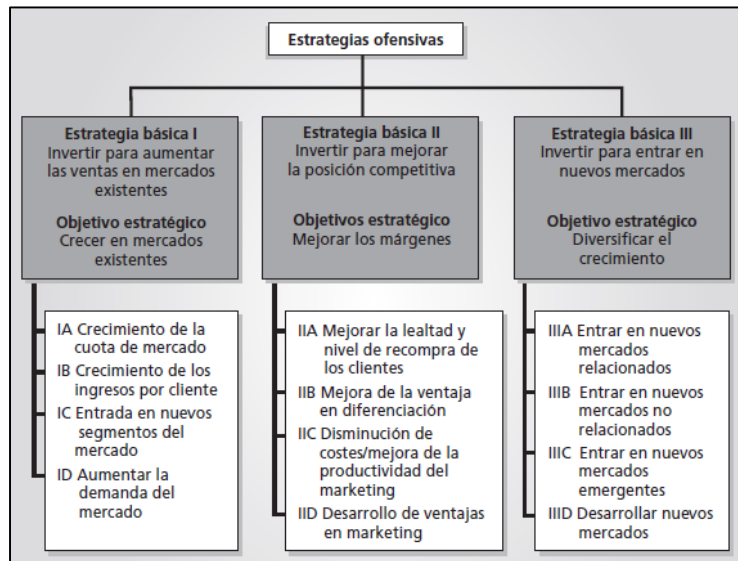 Estrategias ofensivas
Estrategia básica I
Invertir para aumentar
las ventas en mercados
existentes
Objetivo estratégico
Crecer en mercados
existentes
Estrategia básica II
Invertir para mejorar
la posición competitiva
Objetivos estratégico
Mejorar los márgenes
Estrategia básica III
Invertir para entrar en
nuevos mercados
Objetivo estratégico
Diversificar el
crecimiento
IA Crecimiento de la
cuota de mercado
IB Crecimiento de los
ingresos por cliente
IC Entrada en nuevos
segmentos del
mercado
ID Aumentar la
demanda del
mercado
IIA Mejorar la lealtad y
nivel de recompra de
los clientes
IIB Mejora de la ventaja
en diferenciación
IIC Disminución de
costes/mejora de la
productividad del
marketing
IID Desarrollo de ventajas
en marketing
IIIA Entrar en nuevos
mercados
relacionados
IIIB Entrar en nuevos
mercados no
relacionados
IIIC Entrar en nuevos
mercados
emergentes
IIID Desarrollar nuevos
mercados